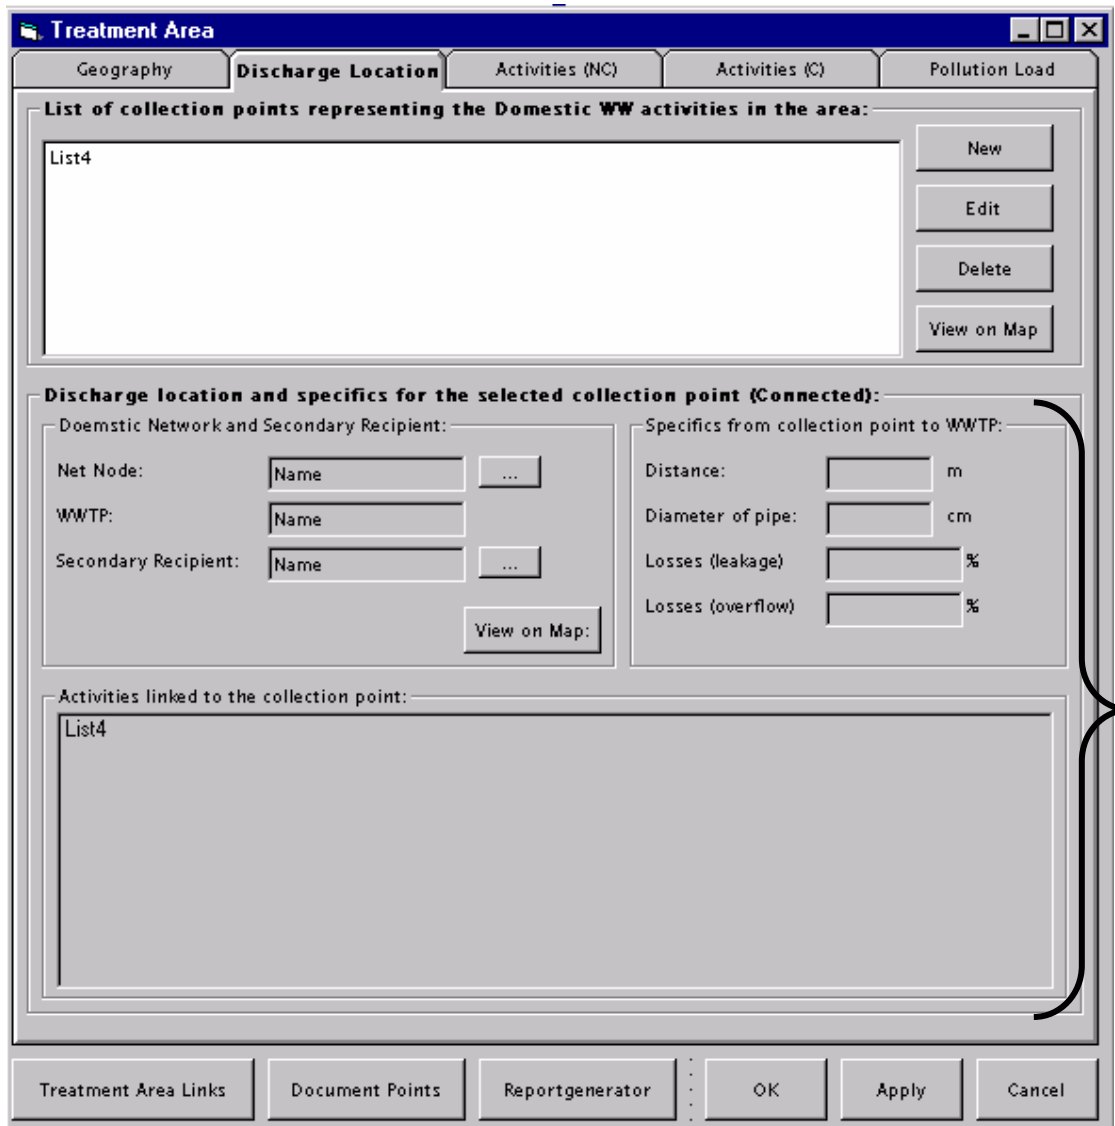 Treatment Area
Geography Discharge Location Activities (NC) Activities (C) Pollution Load
List of collection points representing the Domestic WW activities in the area:
List4
New
Edit
Delete
View on Map
Discharge location and specifics for the selected collection point (Connected):
Doemstic Network and Secondary Recipient:
Net Node: Name ...
WWTP: Name
Secondary Recipient: Name ...
View on Map:
Specifics from collection point to WWTP:
Distance: m
Diameter of pipe: cm
Losses (leakage) %
Losses (overflow) %
Activities linked to the collection point:
List4
Treatment Area Links Document Points Reportgenerator OK Apply Cancel